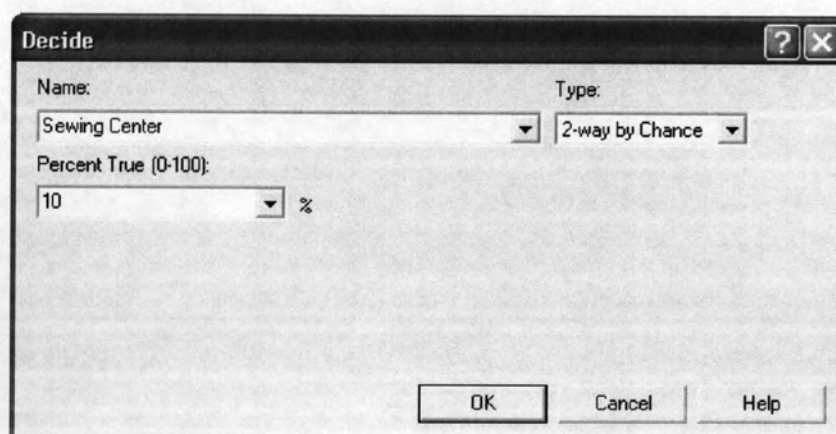 Decide
Name: Type:
Sewing Center 2-way by Chance
Percent True (0-100):
10 %
OK Cancel Help